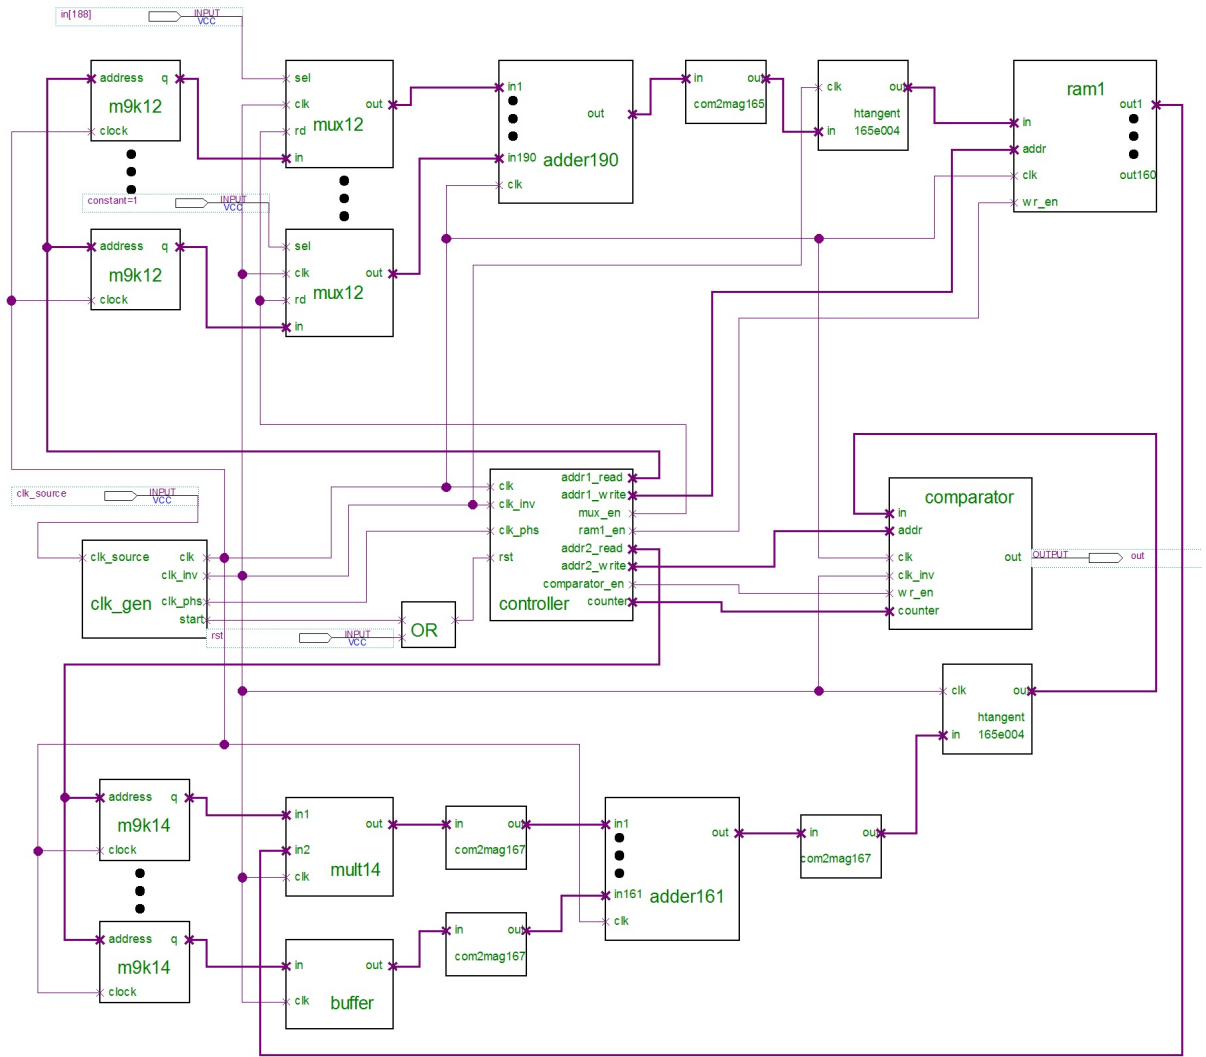 in[188]
INPUT
VCC
address q
m9k12
clock
sel
clk
rd
in
out
mux12
in1
out
in190
adder190
clk
in out
com2mag165
clk
out
in
htangent
165e004
ram1
out1
in
addr
clk
out160
wr_en
constant=1
INPUT
VCC
address q
m9k12
clock
sel
clk
rd
in
out
mux12
clk_source
INPUT
VCC
clk_source clk
clk_inv
clk_phs
start
clk_gen
rst
INPUT
VCC
OR
clk
clk_inv
clk_phs
rst
addr1_read
addr1_write
mux_en
ram1_en
addr2_read
addr2_write
comparator_en
counter
controller
comparator
in
addr
clk
clk_inv
wr_en
counter
out
OUTPUT
out
clk out
htangent
in 165e004
address q
m9k14
clock
in1
out
in2
mult14
clk
in out
com2mag167
in1
out
in161
adder161
clk
in out
com2mag167
address q
m9k14
clock
in out
buffer
clk
in out
com2mag167